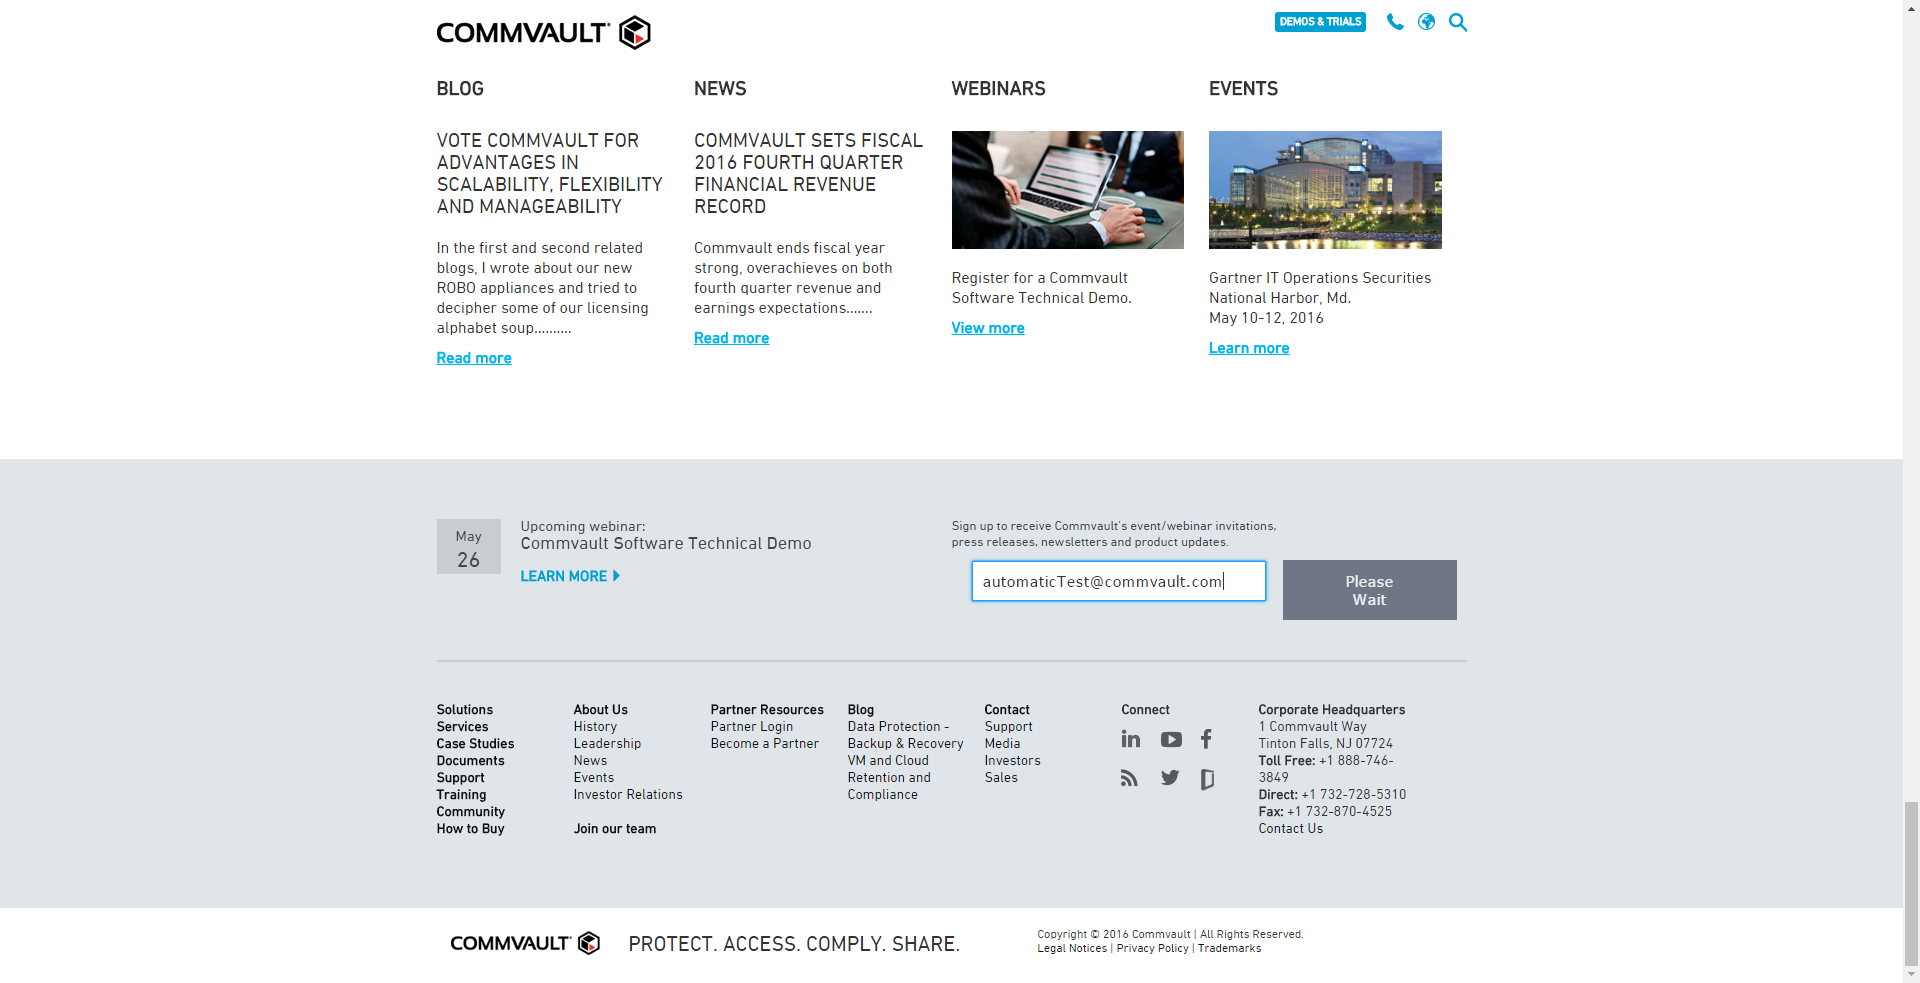 COMMVAULT
DEMOS & TRIALS
BLOG
VOTE COMMVAULT FOR
ADVANTAGES IN
SCALABILITY, FLEXIBILITY
AND MANAGEABILITY
In the first and second related
blogs, I wrote about our new
ROBO appliances and tried to
decipher some of our licensing
alphabet soup..........
Read more
NEWS
COMMVAULT SETS FISCAL
2016 FOURTH QUARTER
FINANCIAL REVENUE
RECORD
Commvault ends fiscal year
strong, overachieves on both
fourth quarter revenue and
earnings expectations.......
Read more
WEBINARS
Register for a Commvault
Software Technical Demo.
View more
EVENTS
Gartner IT Operations Securities
National Harbor, Md.
May 10-12, 2016
Learn more
May
26
Upcoming webinar:
Commvault Software Technical Demo
LEARN MORE
Sign up to receive Commvault's event/webinar invitations,
press releases, newsletters and product updates.
automaticTest@commvault.com
Please
Wait
Solutions
Services
Case Studies
Documents
Support
Training
Community
How to Buy
About Us
History
Leadership
News
Events
Investor Relations
Join our team
Partner Resources
Partner Login
Become a Partner
Blog
Data Protection -
Backup & Recovery
VM and Cloud
Retention and
Compliance
Contact
Support
Media
Investors
Sales
Connect
Corporate Headquarters
1 Commvault Way
Tinton Falls, NJ 07724
Toll Free: +1 888-746-
3849
Direct: +1 732-728-5310
Fax: +1 732-870-4525
Contact Us
COMMVAULT
PROTECT. ACCESS. COMPLY. SHARE.
Copyright © 2016 Commvault | All Rights Reserved.
Legal Notices | Privacy Policy | Trademarks